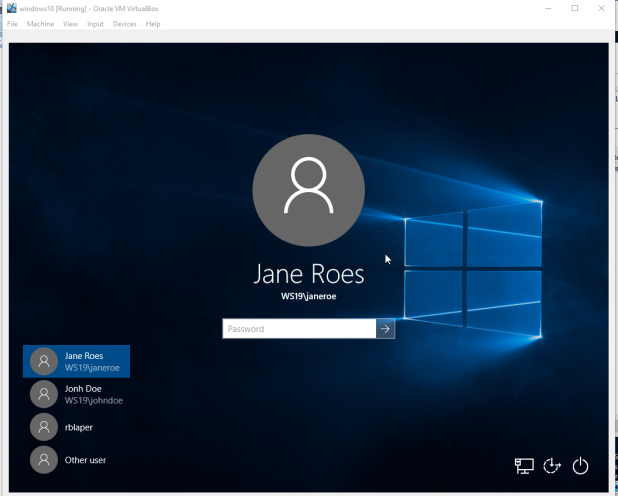 windows10 [Running] - Oracle VM VirtualBox
File Machine View Input Devices Help
Jane Roes
WS19\janeroe
Password
Jane Roes
WS19\janeroe
Jonh Doe
WS19\johndoe
rblaper
Other user